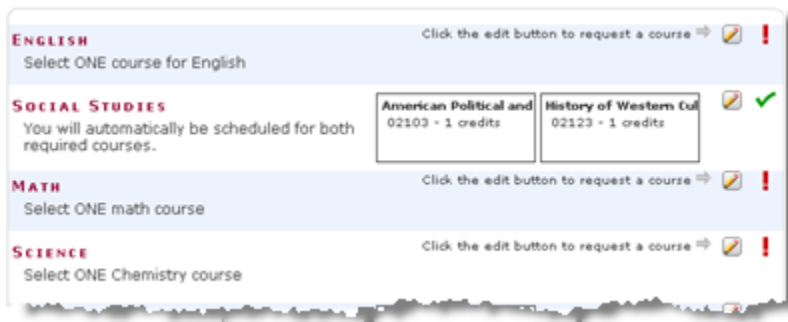 ENGLISH
Click the edit button to request a course
Select ONE course for English
SOCIAL STUDIES
You will automatically be scheduled for both
required courses.
American Political and
02103 - 1 credits
History of Western Cul
02123 - 1 credits
MATH
Click the edit button to request a course
Select ONE math course
SCIENCE
Click the edit button to request a course
Select ONE Chemistry course